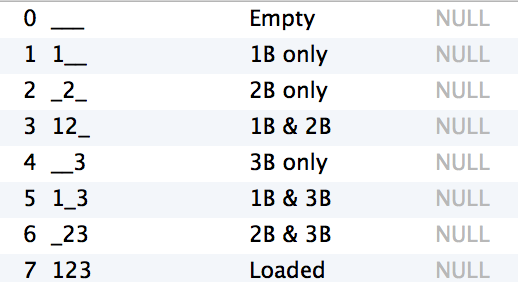 0 ___ Empty NULL
1 1__ 1B only NULL
2 _2_ 2B only NULL
3 12_ 1B & 2B NULL
4 __3 3B only NULL
5 1_3 1B & 3B NULL
6 _23 2B & 3B NULL
7 123 Loaded NULL